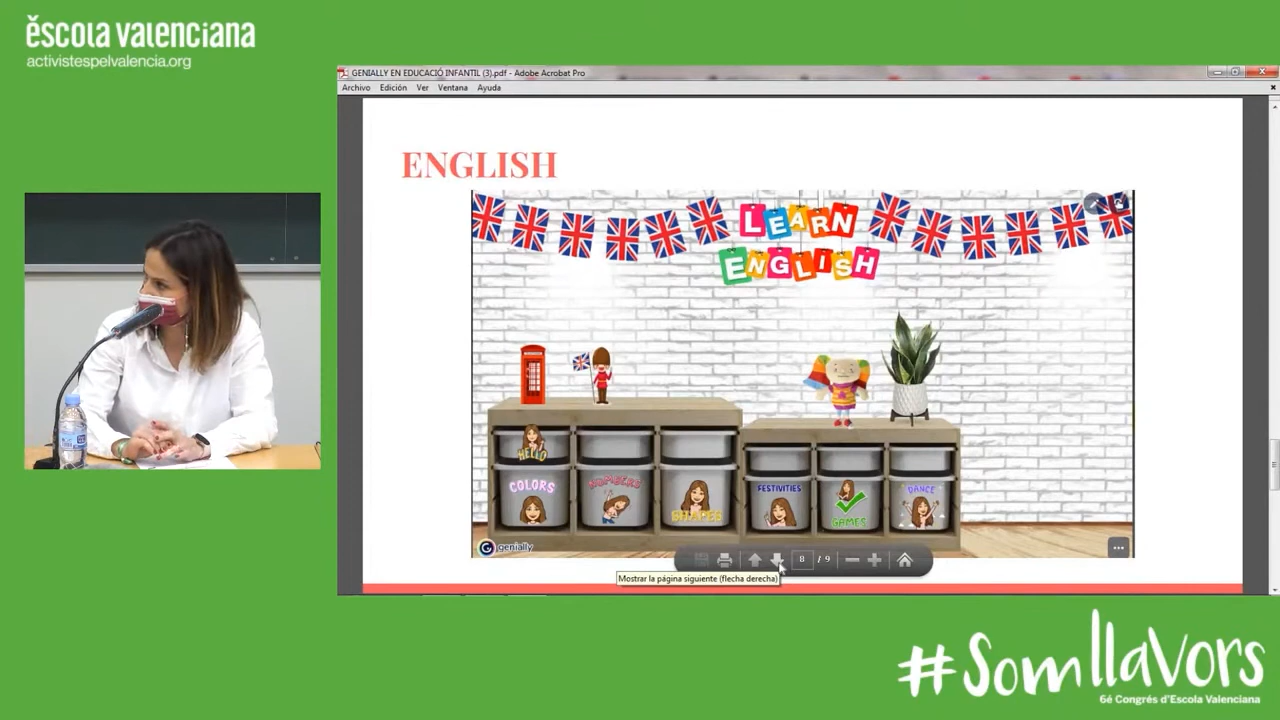 ěscola valenciana
activistespelvalencia.org
GENIALLY EN EDUCACIÓ INFANTIL (3).pdf - Adobe Acrobat Pro
Archivo Edición Ver Ventana Ayuda
ENGLISH
LEARN
ENGLISH
HELLO
COLORS
NUMBERS
SHAPES
FESTIVITIES
GAMES
DANCE
genially
8 / 9
Mostrar la página siguiente (flecha derecha)
#Somllavors
6é Congrés d'Escola Valenciana